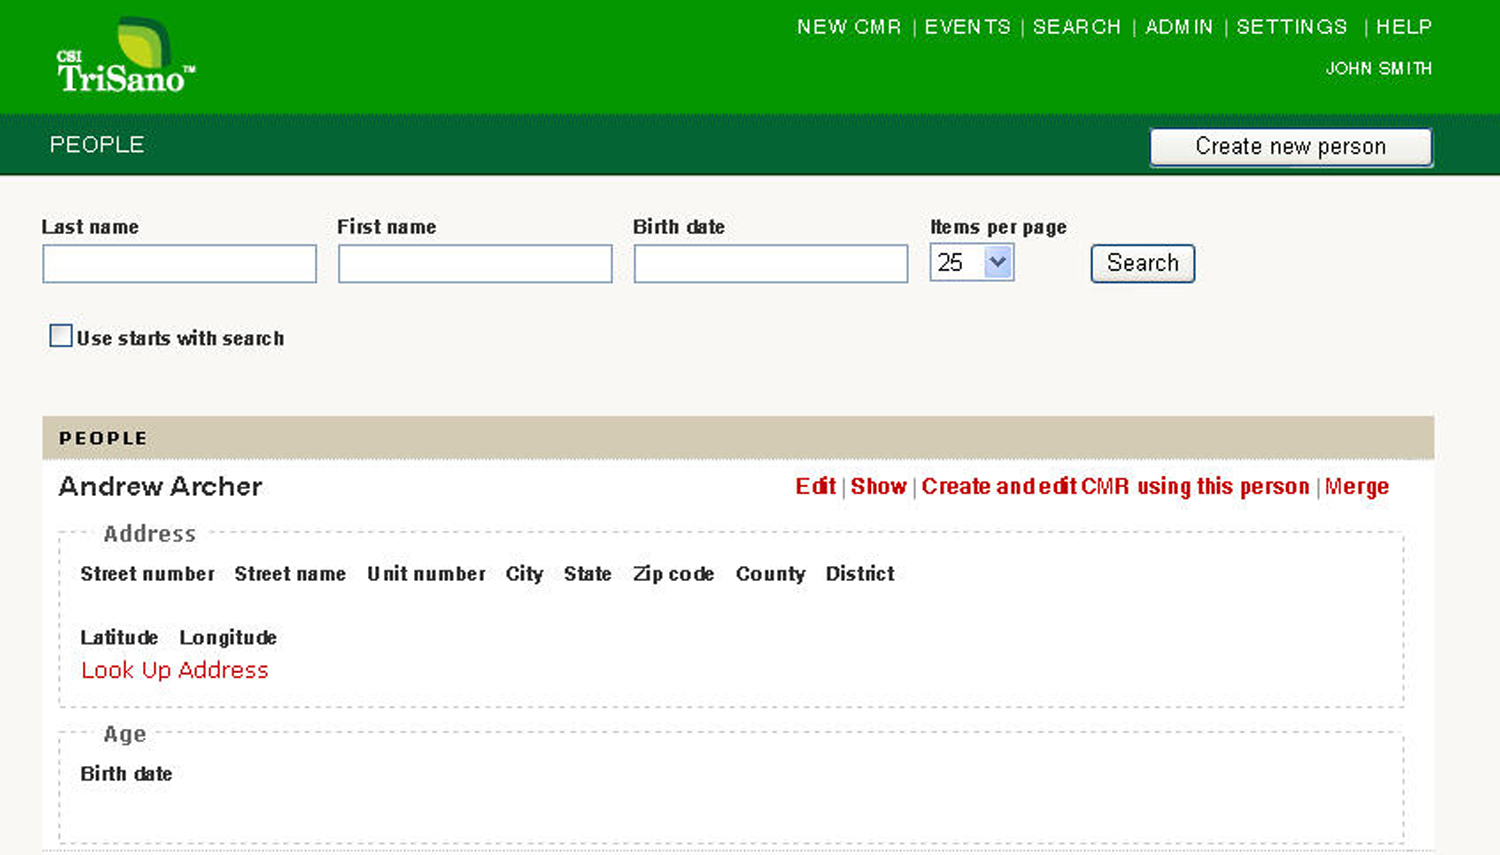 CSI
TriSano™
NEW CMR | EVENTS | SEARCH | ADMIN | SETTINGS | HELP
JOHN SMITH
PEOPLE
Create new person
Last name First name Birth date Items per page
25 Search
Use starts with search
PEOPLE
Andrew Archer Edit | Show | Create and edit CMR using this person | Merge
Address
Street number Street name Unit number City State Zip code County District
Latitude Longitude
Look Up Address
Age
Birth date